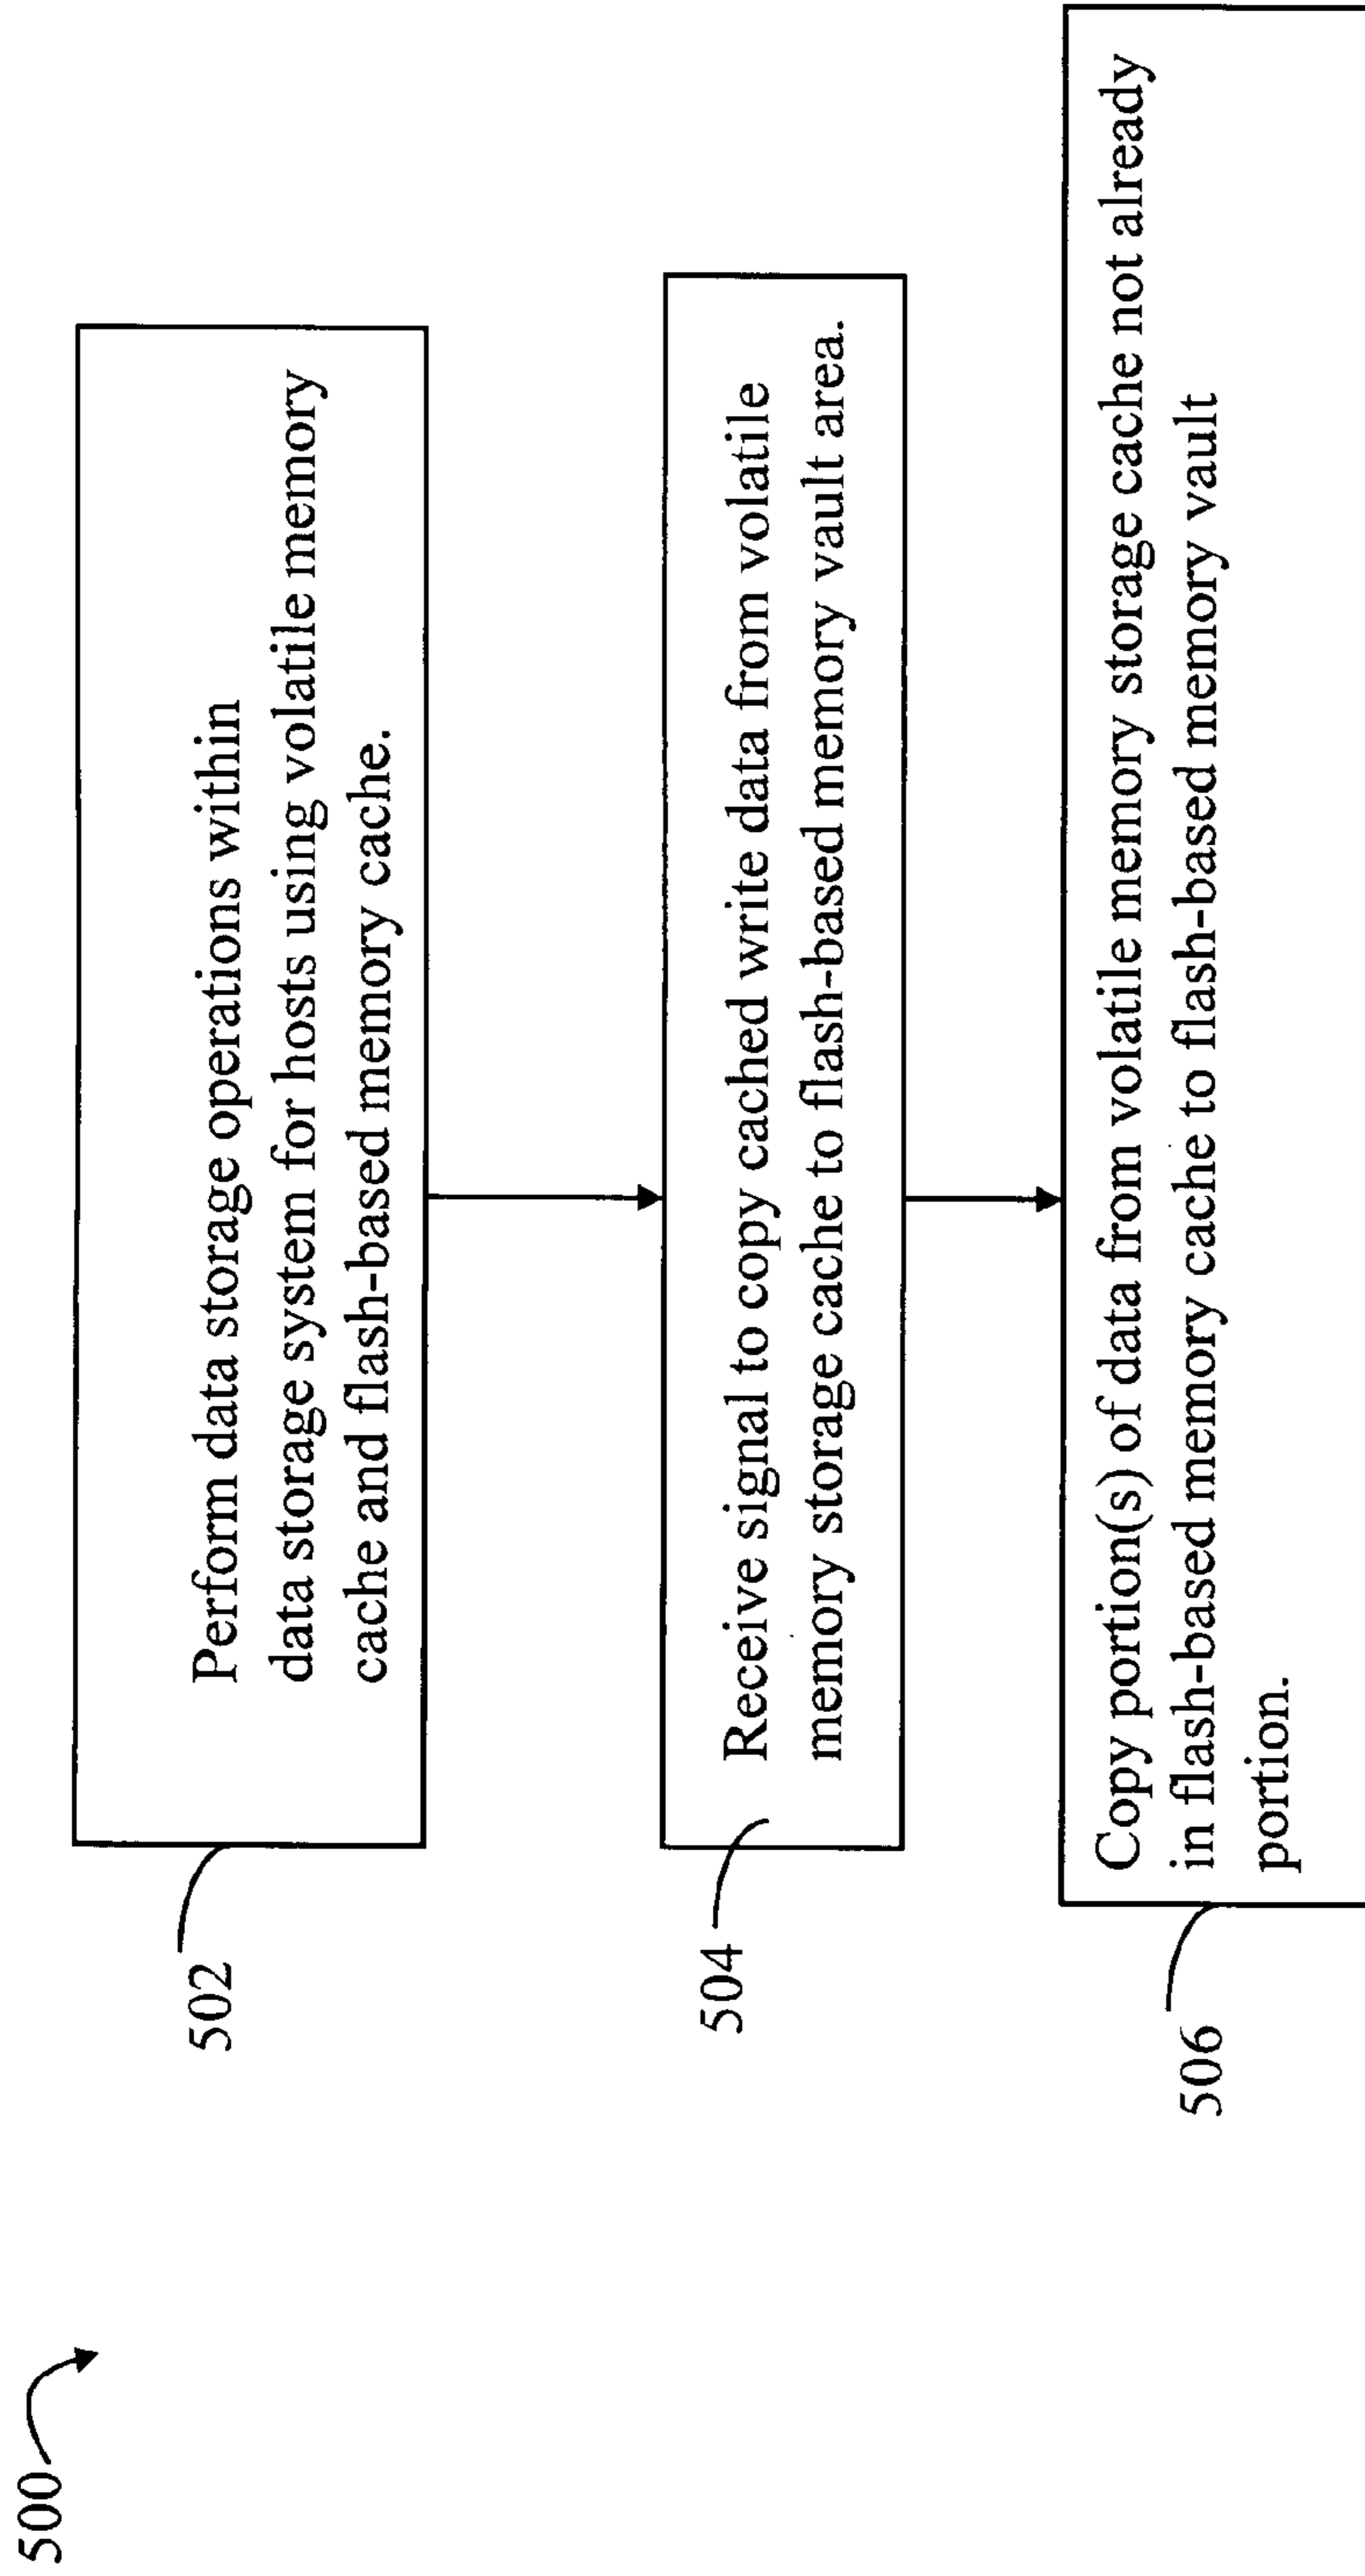 500
502
Perform data storage operations within
data storage system for hosts using volatile memory
cache and flash-based memory cache.
504
Receive signal to copy cached write data from volatile
memory storage cache to flash-based memory vault area.
506
Copy portion(s) of data from volatile memory storage cache not already
in flash-based memory cache to flash-based memory vault
portion.